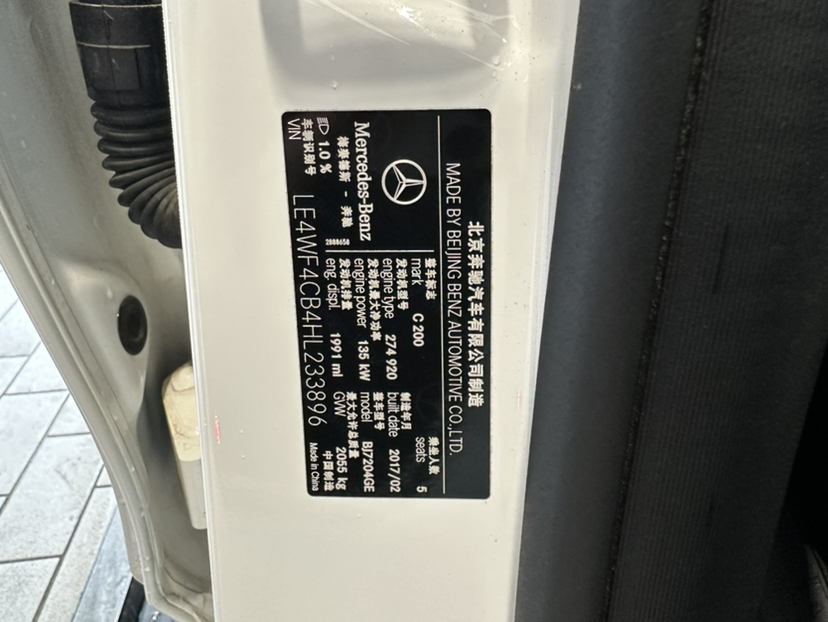 北京奔驰汽车有限公司制造
MADE BY BEIJING BENZ AUTOMOTIVE CO.,LTD.
Mercedes-Benz
梅赛德斯 - 奔驰
1.0 %
2888658
整车标志 mark C 200
乘坐人数 seats 5
发动机型号 engine type 274 920
制造年月 built date 2017/02
发动机最大净功率 engine power 135 kW
整车型号 model BJ7204GE
发动机排量 eng. displ. 1991 ml
最大允许总质量 GVW 2055 kg
车辆识别号
VIN LE4WF4CB4HL233896
中国制造
Made in China